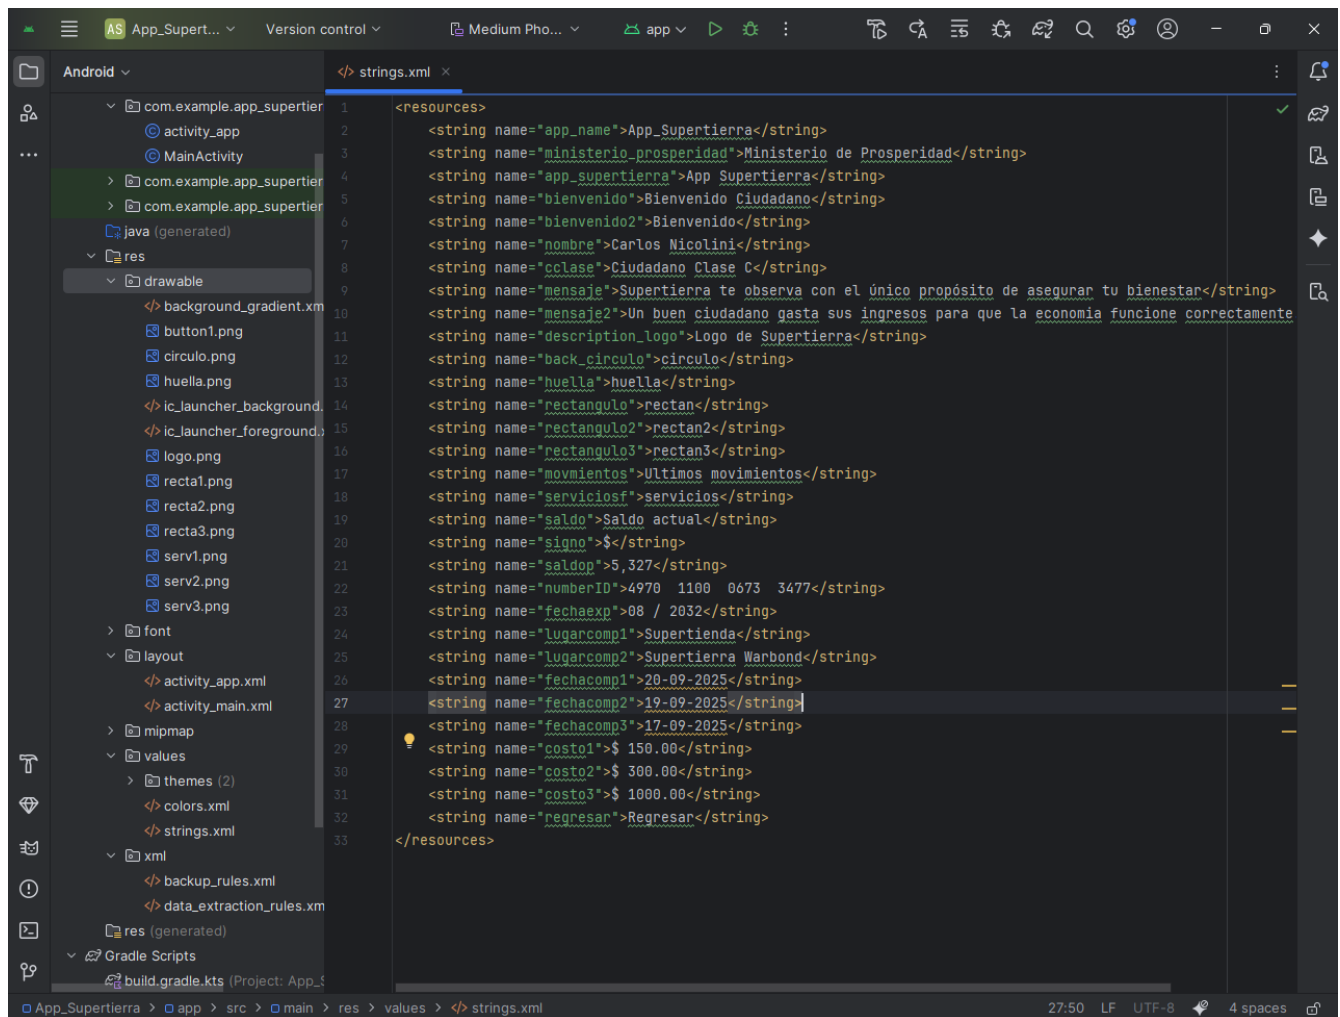 AS App_Supert... Version control Medium Pho... app
Android
strings.xml
com.example.app_supertier
activity_app
MainActivity
com.example.app_supertier
com.example.app_supertier
java (generated)
res
drawable
background_gradient.xm
button1.png
circulo.png
huella.png
ic_launcher_background.
ic_launcher_foreground.
logo.png
recta1.png
recta2.png
recta3.png
serv1.png
serv2.png
serv3.png
font
layout
activity_app.xml
activity_main.xml
mipmap
values
themes (2)
colors.xml
strings.xml
xml
backup_rules.xml
data_extraction_rules.xm
res (generated)
Gradle Scripts
build.gradle.kts (Project: App_S
1 <resources>
2 <string name="app_name">App_Supertierra</string>
3 <string name="ministerio_prosperidad">Ministerio de Prosperidad</string>
4 <string name="app_supertierra">App Supertierra</string>
5 <string name="bienvenido">Bienvenido Ciudadano</string>
6 <string name="bienvenido2">Bienvenido</string>
7 <string name="nombre">Carlos Nicolini</string>
8 <string name="cclase">Ciudadano Clase C</string>
9 <string name="mensaje">Supertierra te observa con el único propósito de asegurar tu bienestar</string>
10 <string name="mensaje2">Un buen ciudadano gasta sus ingresos para que la economia funcione correctamente
11 <string name="description_logo">Logo de Supertierra</string>
12 <string name="back_circulo">circulo</string>
13 <string name="huella">huella</string>
14 <string name="rectangulo">rectan</string>
15 <string name="rectangulo2">rectan2</string>
16 <string name="rectangulo3">rectan3</string>
17 <string name="movmientos">Ultimos movimientos</string>
18 <string name="serviciosf">servicios</string>
19 <string name="saldo">Saldo actual</string>
20 <string name="signo">$</string>
21 <string name="saldop">5,327</string>
22 <string name="numberID">4970  1100  0673  3477</string>
23 <string name="fechaexp">08 / 2032</string>
24 <string name="lugarcomp1">Supertienda</string>
25 <string name="lugarcomp2">Supertierra Warbond</string>
26 <string name="fechacomp1">20-09-2025</string>
27 <string name="fechacomp2">19-09-2025</string>
28 <string name="fechacomp3">17-09-2025</string>
29 <string name="costo1">$ 150.00</string>
30 <string name="costo2">$ 300.00</string>
31 <string name="costo3">$ 1000.00</string>
32 <string name="regresar">Regresar</string>
33 </resources>
App_Supertierra > app > src > main > res > values > strings.xml 27:50 LF UTF-8 4 spaces